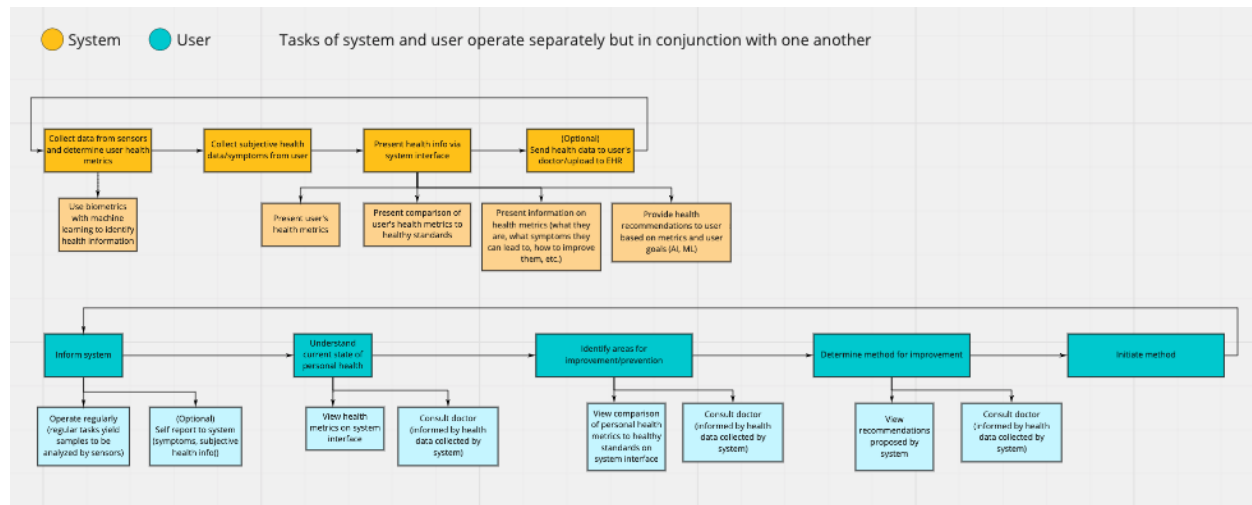 System
User
Tasks of system and user operate separately but in conjunction with one another
Collect data from sensors
and determine user health
metrics
Collect subjective health
data/symptoms from user
Present health info via
system interface
(Optional)
Send health data to user's
doctor/upload to EHR
Use biometrics
with machine
learning to identify
health information
Present user's
health metrics
Present comparison of
user's health metrics to
healthy standards
Present information on
health metrics (what they
are, what symptoms they
can lead to, how to improve
them, etc.)
Provide health
recommendations to user
based on metrics and user
goals (AI, ML)
Inform system
Understand
current state of
personal health
Identify areas for
improvement/prevention
Determine method for improvement
Initiate method
Operate regularly
(regular tasks yield
samples to be
analyzed by sensors)
(Optional)
Self report to system
(symptoms, subjective
health info))
View health
metrics on system
interface
Consult doctor
(informed by health
data collected by
system)
View comparison
of personal health
metrics to healthy
standards on
system interface
Consult doctor
(informed by health
data collected by
system)
View
recommendations
proposed by
system
Consult doctor
(informed by health
data collected by
system)